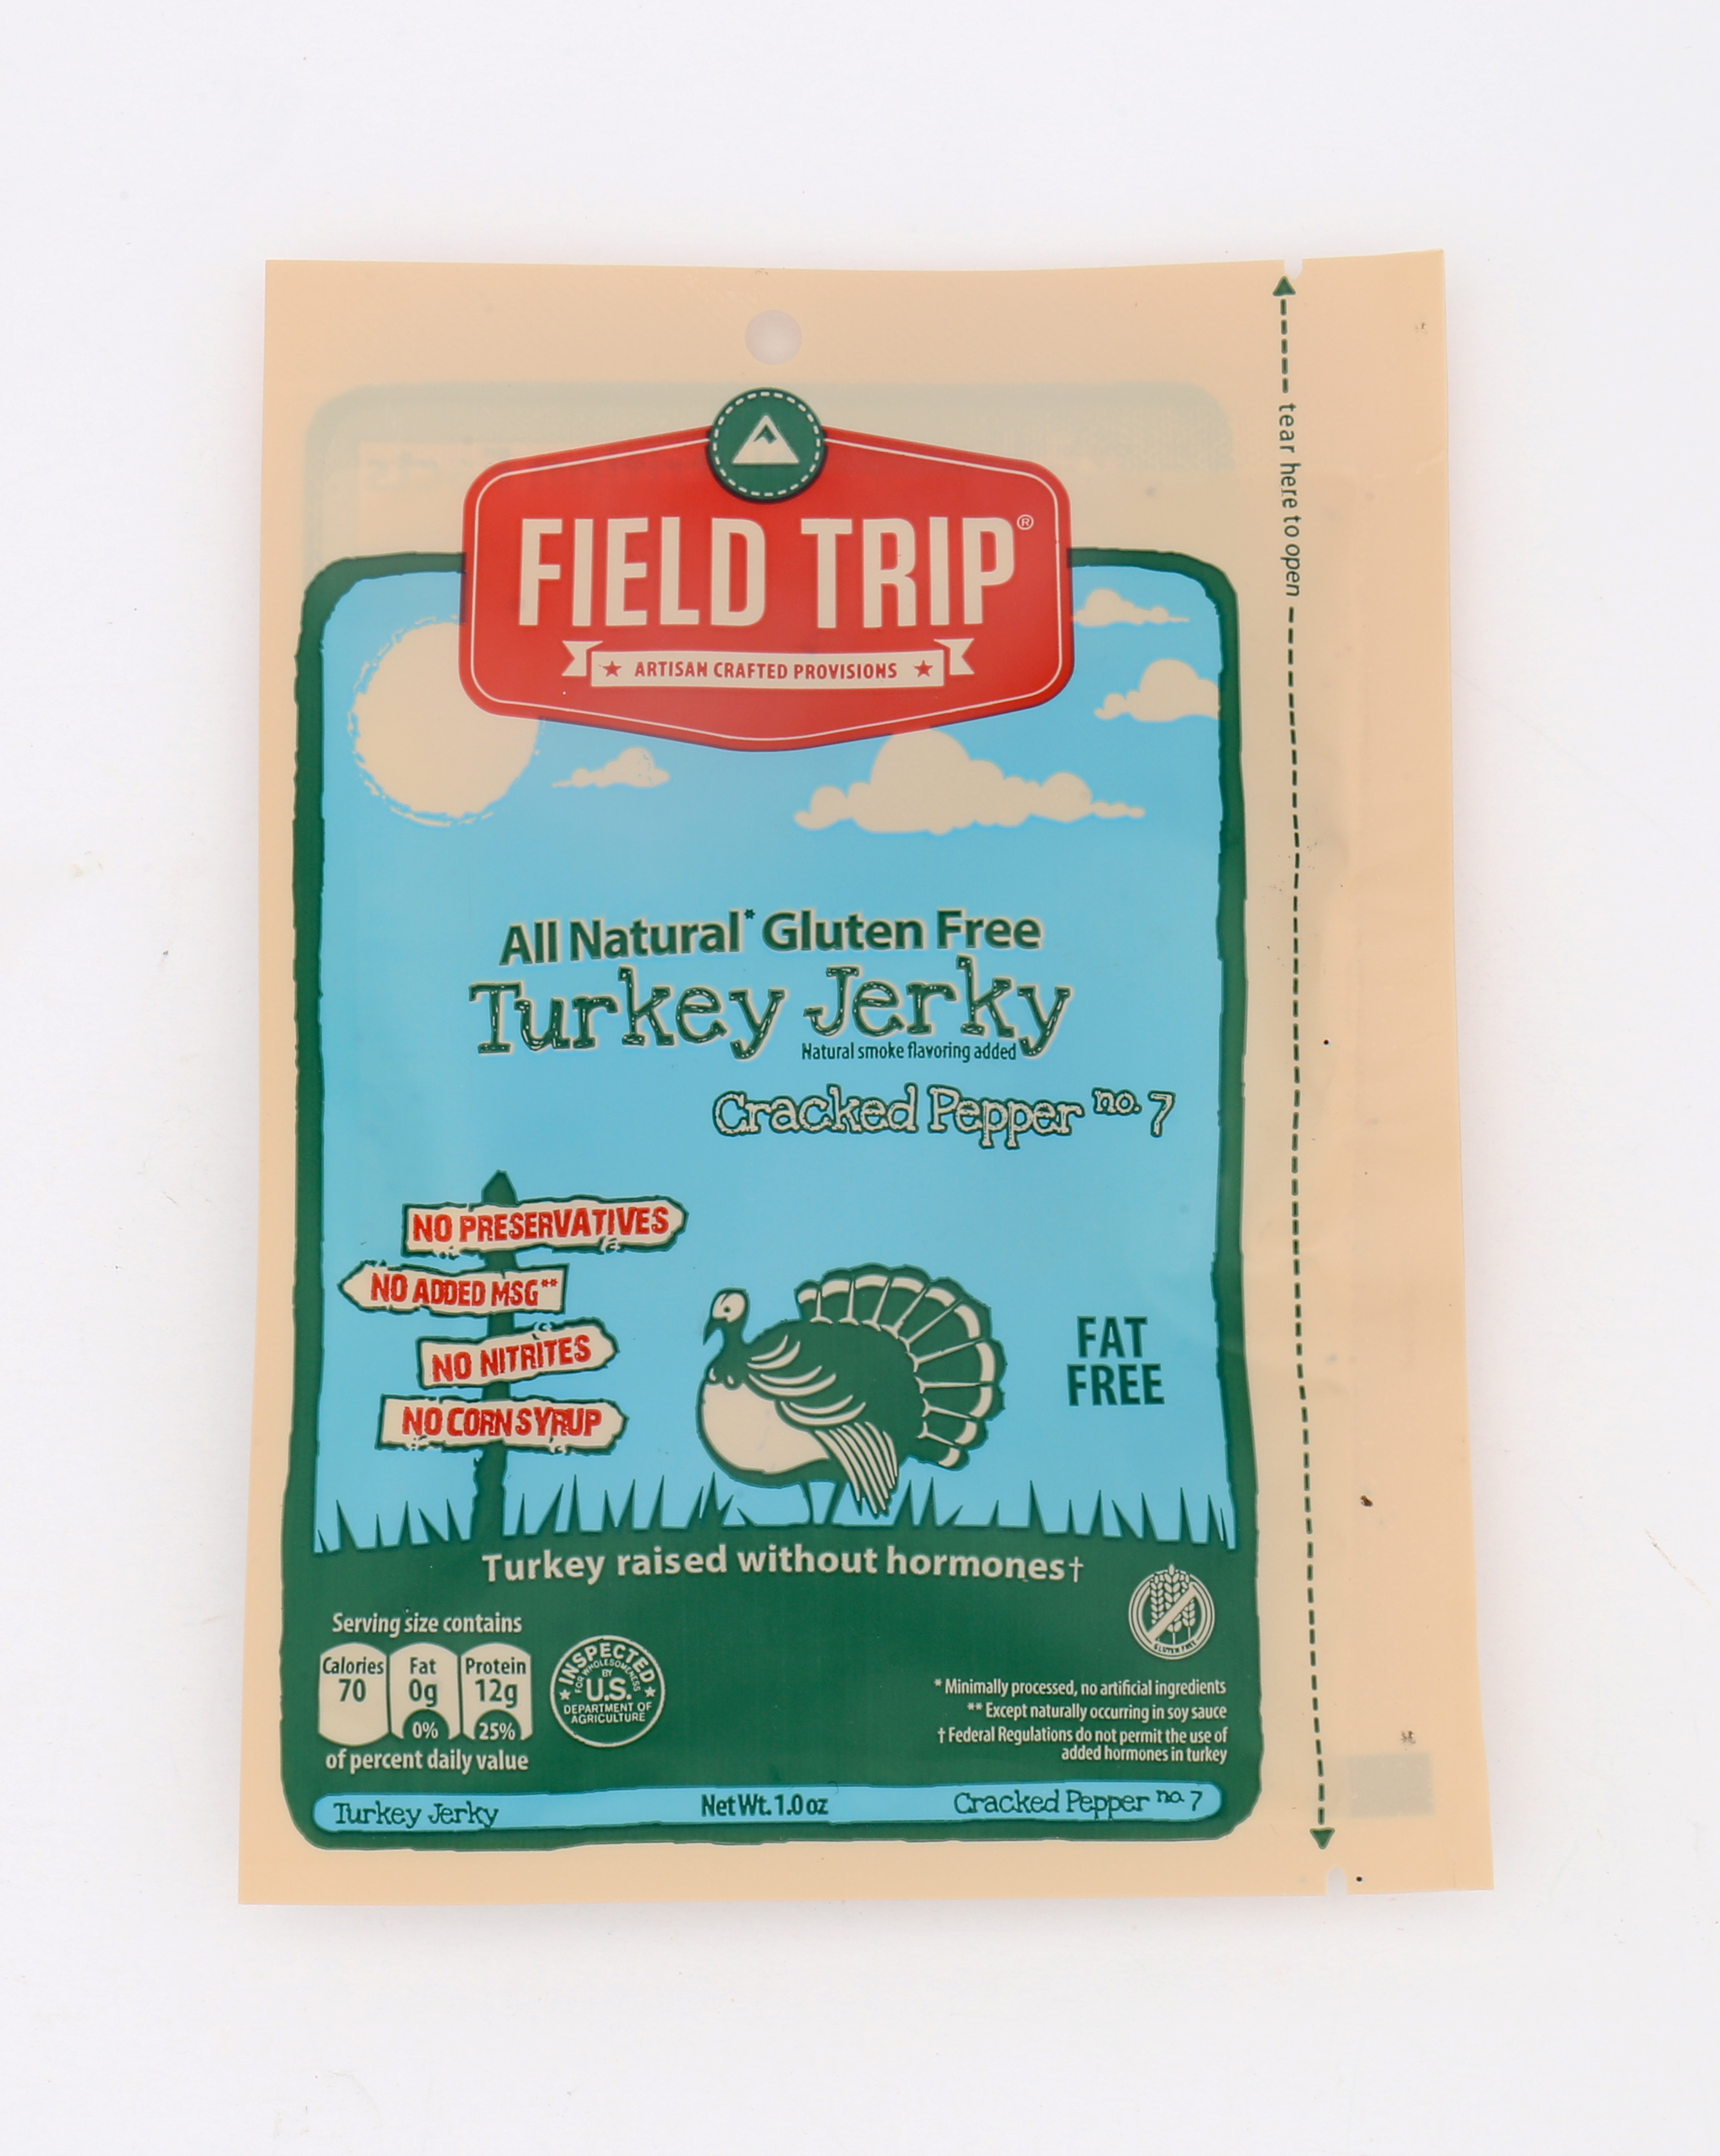 FIELD TRIP®
★ ARTISAN CRAFTED PROVISIONS ★
tear here to open
All Natural* Gluten Free
Turkey Jerky
Natural smoke flavoring added
Cracked Pepper no. 7
NO PRESERVATIVES
NO ADDED MSG**
NO NITRITES
NO CORN SYRUP
FAT
FREE
Turkey raised without hormones†
GLUTEN FREE
Serving size contains
Calories Fat Protein
70 0g 12g
0% 25%
of percent daily value
INSPECTED
FOR WHOLESOMENESS
BY
U.S.
DEPARTMENT OF
AGRICULTURE
* Minimally processed, no artificial ingredients
** Except naturally occurring in soy sauce
† Federal Regulations do not permit the use of
added hormones in turkey
Turkey Jerky Net Wt. 1.0 oz Cracked Pepper no. 7